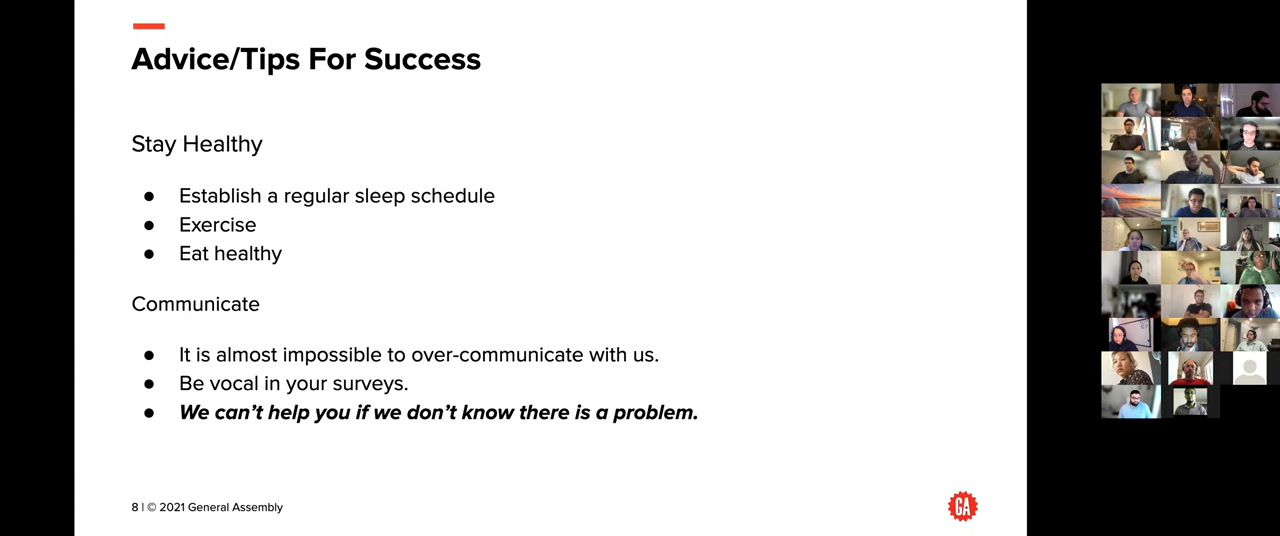 Advice/Tips For Success
Stay Healthy
● Establish a regular sleep schedule
● Exercise
● Eat healthy
Communicate
● It is almost impossible to over-communicate with us.
● Be vocal in your surveys.
● We can’t help you if we don’t know there is a problem.
8 | © 2021 General Assembly
GA